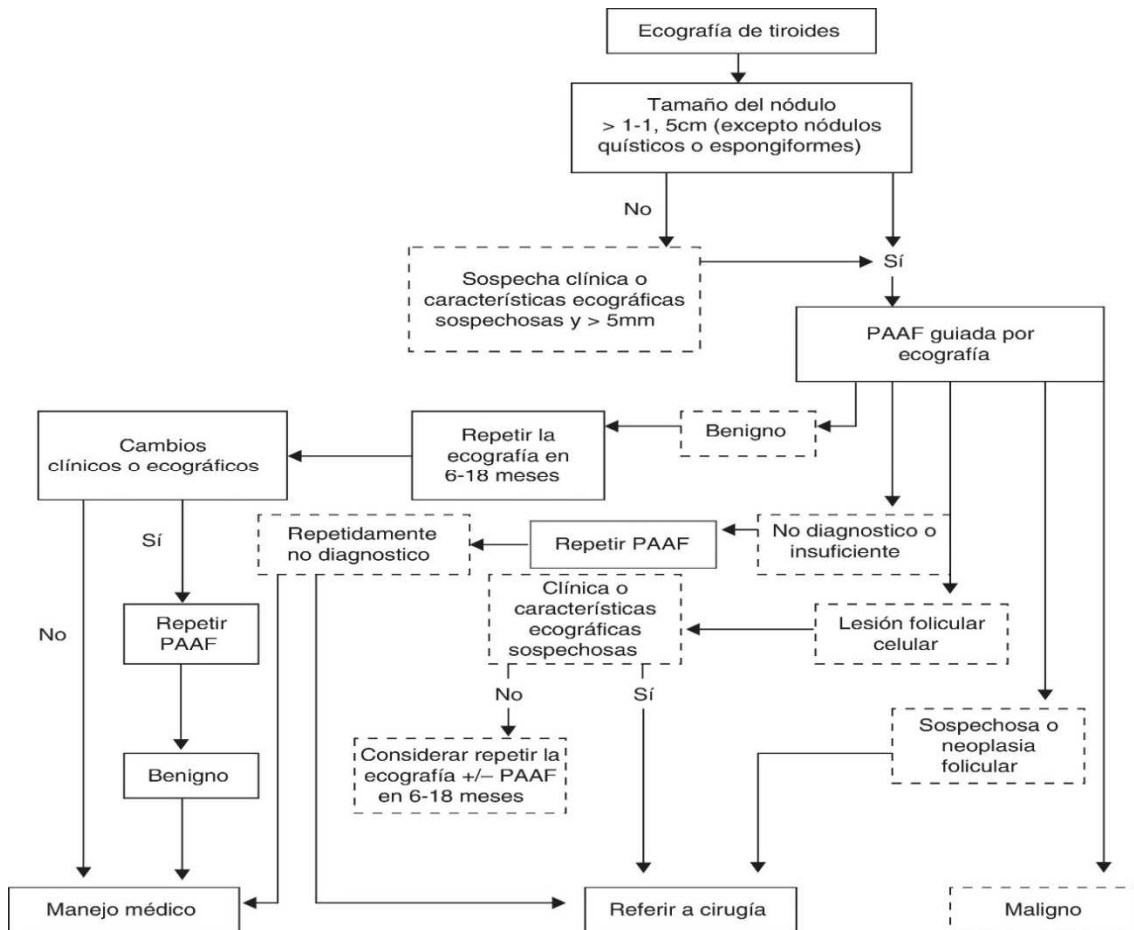 Ecografía de tiroides
Tamaño del nódulo
> 1-1, 5cm (excepto nódulos
quísticos o espongiformes)
No
Sí
Sospecha clínica o
características ecográficas
sospechosas y > 5mm
PAAF guiada por
ecografía
Benigno
Repetir la
ecografía en
6-18 meses
Cambios
clínicos o ecográficos
No diagnostico o
insuficiente
Repetir PAAF
Repetidamente
no diagnostico
Sí
No
Repetir
PAAF
Benigno
Lesión folicular
celular
Clínica o
características
ecográficas
sospechosas
No
Sí
Considerar repetir la
ecografía +/– PAAF
en 6-18 meses
Sospechosa o
neoplasia
folicular
Manejo médico
Referir a cirugía
Maligno